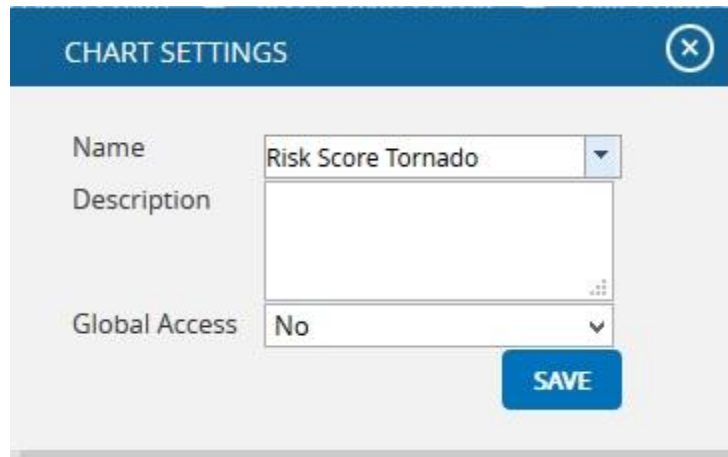 CHART SETTINGS
Name
Risk Score Tornado
Description
Global Access
No
SAVE